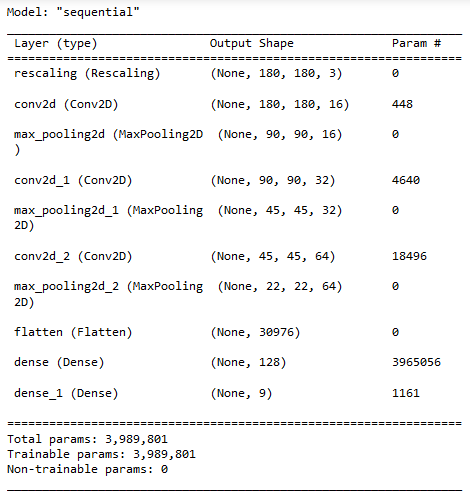 Model: "sequential"
Layer (type) Output Shape Param #
rescaling (Rescaling) (None, 180, 180, 3) 0
conv2d (Conv2D) (None, 180, 180, 16) 448
max_pooling2d (MaxPooling2D (None, 90, 90, 16) 0
)
conv2d_1 (Conv2D) (None, 90, 90, 32) 4640
max_pooling2d_1 (MaxPooling (None, 45, 45, 32) 0
2D)
conv2d_2 (Conv2D) (None, 45, 45, 64) 18496
max_pooling2d_2 (MaxPooling (None, 22, 22, 64) 0
2D)
flatten (Flatten) (None, 30976) 0
dense (Dense) (None, 128) 3965056
dense_1 (Dense) (None, 9) 1161
Total params: 3,989,801
Trainable params: 3,989,801
Non-trainable params: 0